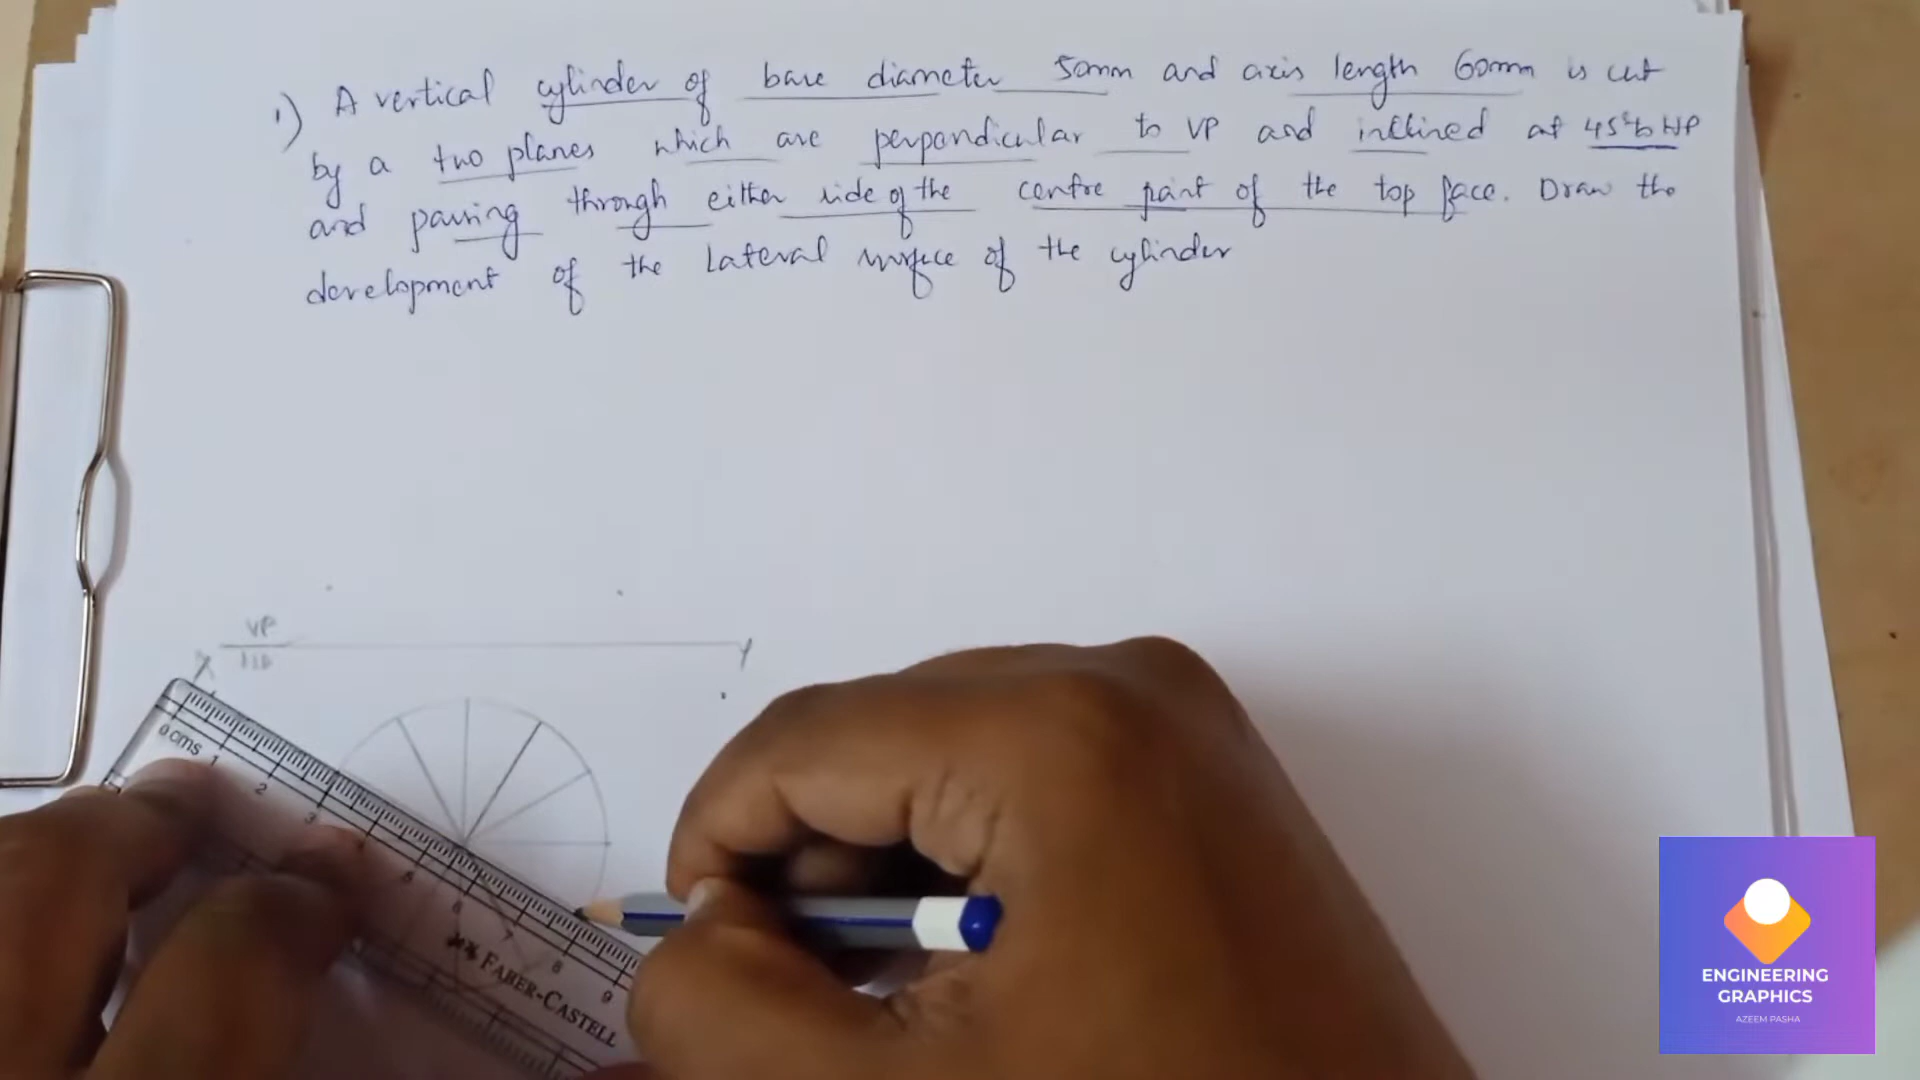 1) A vertical cylinder of base diameter 50mm and axis length 60mm is cut
by a two planes which are perpendicular to VP and inclined at 45° to HP
and passing through either side of the centre point of the top face. Draw the
development of the Lateral surface of the cylinder
VP
X HP Y
0 cms 1 2 3 4 5 6 7 8 9
FABER-CASTELL
ENGINEERING
GRAPHICS
AZEEM PASHA